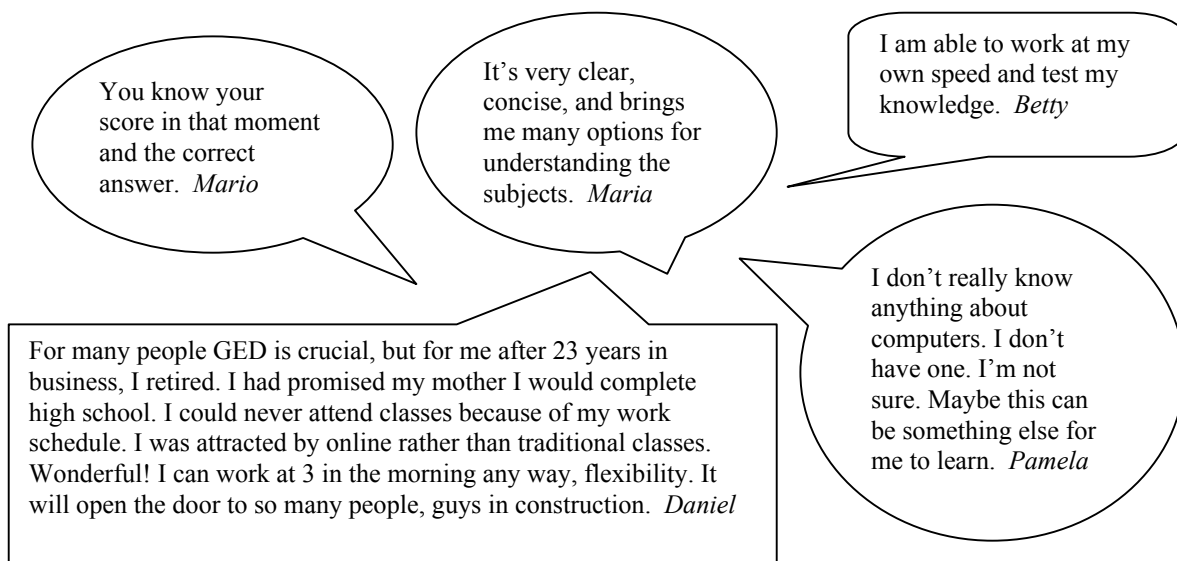 You know your
score in that moment
and the correct
answer.  Mario
It’s very clear,
concise, and brings
me many options for
understanding the
subjects.  Maria
I am able to work at my
own speed and test my
knowledge.  Betty
I don’t really know
anything about
computers. I don’t
have one. I’m not
sure. Maybe this can
be something else for
me to learn.  Pamela
For many people GED is crucial, but for me after 23 years in
business, I retired. I had promised my mother I would complete
high school. I could never attend classes because of my work
schedule. I was attracted by online rather than traditional classes.
Wonderful! I can work at 3 in the morning any way, flexibility. It
will open the door to so many people, guys in construction.  Daniel